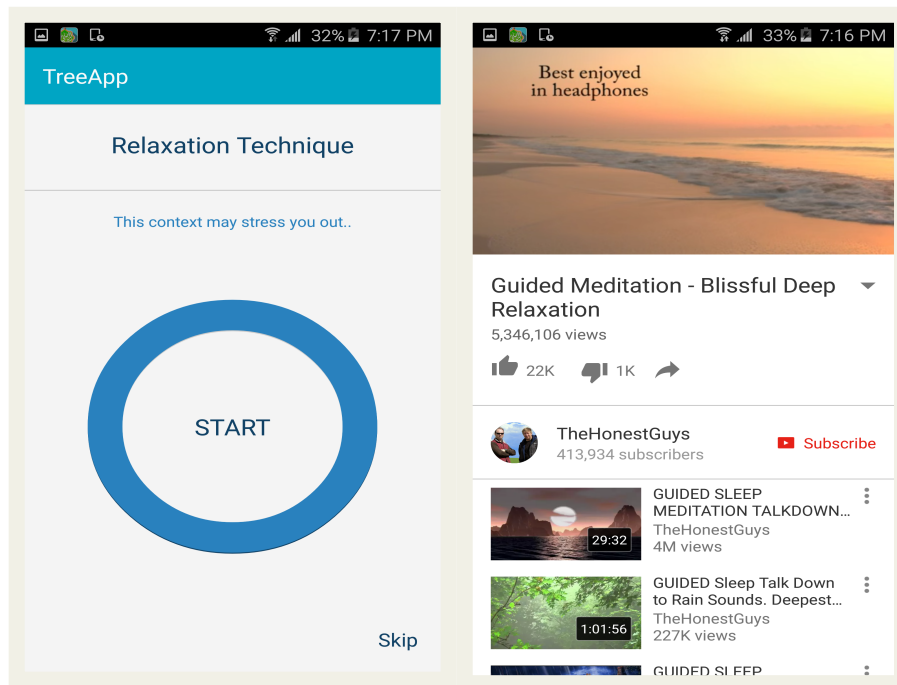 32% 7:17 PM
TreeApp
Relaxation Technique
This context may stress you out..
START
Skip
33% 7:16 PM
Best enjoyed
in headphones
Guided Meditation - Blissful Deep
Relaxation
5,346,106 views
22K 1K
TheHonestGuys
Subscribe
413,934 subscribers
GUIDED SLEEP
MEDITATION TALKDOWN...
TheHonestGuys
4M views
29:32
GUIDED Sleep Talk Down
to Rain Sounds. Deepest...
TheHonestGuys
227K views
1:01:56
GUIDED SLEEP